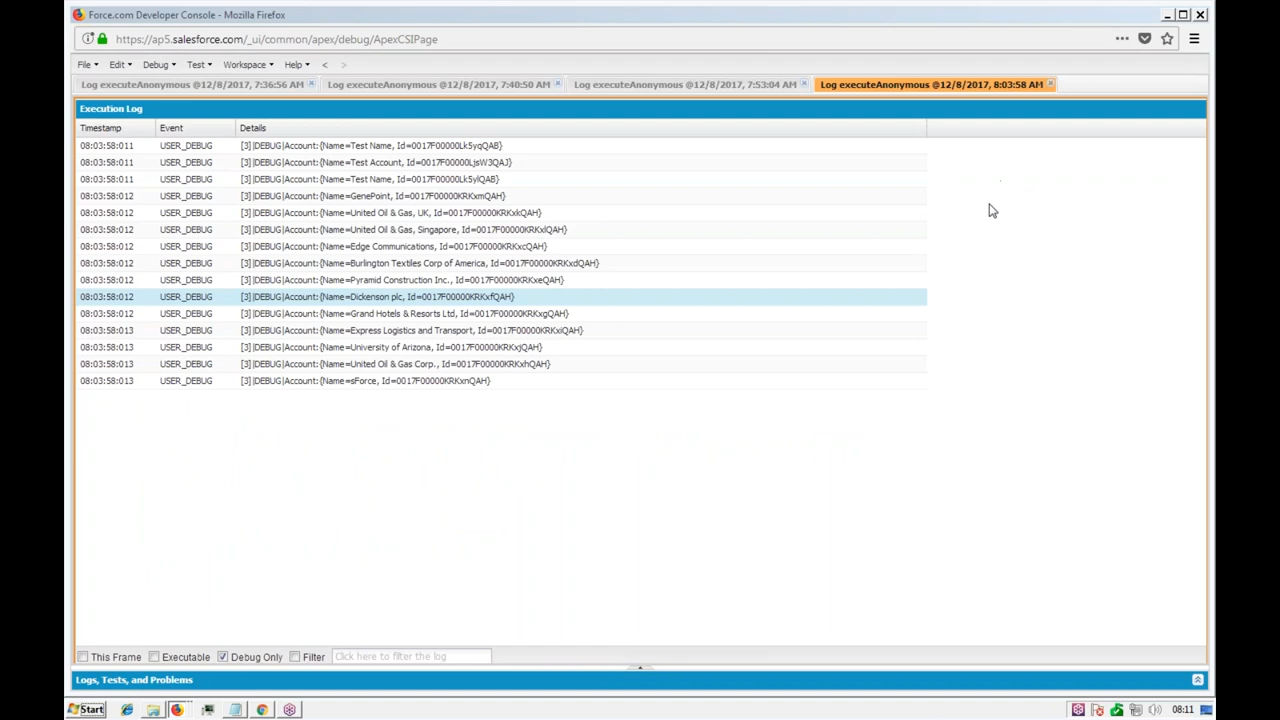 Force.com Developer Console - Mozilla Firefox
https://ap5.salesforce.com/_ui/common/apex/debug/ApexCSIPage
File Edit Debug Test Workspace Help < >
Log executeAnonymous @12/8/2017, 7:36:56 AM Log executeAnonymous @12/8/2017, 7:40:50 AM Log executeAnonymous @12/8/2017, 7:53:04 AM Log executeAnonymous @12/8/2017, 8:03:58 AM
Execution Log
Timestamp Event Details
08:03:58:011 USER_DEBUG [3]|DEBUG|Account:{Name=Test Name, Id=0017F00000Lk5yqQAB}
08:03:58:011 USER_DEBUG [3]|DEBUG|Account:{Name=Test Account, Id=0017F00000LjsW3QAJ}
08:03:58:011 USER_DEBUG [3]|DEBUG|Account:{Name=Test Name, Id=0017F00000Lk5ylQAB}
08:03:58:012 USER_DEBUG [3]|DEBUG|Account:{Name=GenePoint, Id=0017F00000KRKxmQAH}
08:03:58:012 USER_DEBUG [3]|DEBUG|Account:{Name=United Oil & Gas, UK, Id=0017F00000KRKxkQAH}
08:03:58:012 USER_DEBUG [3]|DEBUG|Account:{Name=United Oil & Gas, Singapore, Id=0017F00000KRKxlQAH}
08:03:58:012 USER_DEBUG [3]|DEBUG|Account:{Name=Edge Communications, Id=0017F00000KRKxcQAH}
08:03:58:012 USER_DEBUG [3]|DEBUG|Account:{Name=Burlington Textiles Corp of America, Id=0017F00000KRKxdQAH}
08:03:58:012 USER_DEBUG [3]|DEBUG|Account:{Name=Pyramid Construction Inc., Id=0017F00000KRKxeQAH}
08:03:58:012 USER_DEBUG [3]|DEBUG|Account:{Name=Dickenson plc, Id=0017F00000KRKxfQAH}
08:03:58:012 USER_DEBUG [3]|DEBUG|Account:{Name=Grand Hotels & Resorts Ltd, Id=0017F00000KRKxgQAH}
08:03:58:013 USER_DEBUG [3]|DEBUG|Account:{Name=Express Logistics and Transport, Id=0017F00000KRKxiQAH}
08:03:58:013 USER_DEBUG [3]|DEBUG|Account:{Name=University of Arizona, Id=0017F00000KRKxjQAH}
08:03:58:013 USER_DEBUG [3]|DEBUG|Account:{Name=United Oil & Gas Corp., Id=0017F00000KRKxhQAH}
08:03:58:013 USER_DEBUG [3]|DEBUG|Account:{Name=sForce, Id=0017F00000KRKxnQAH}
This Frame Executable Debug Only Filter Click here to filter the log
Logs, Tests, and Problems
Start 08:11